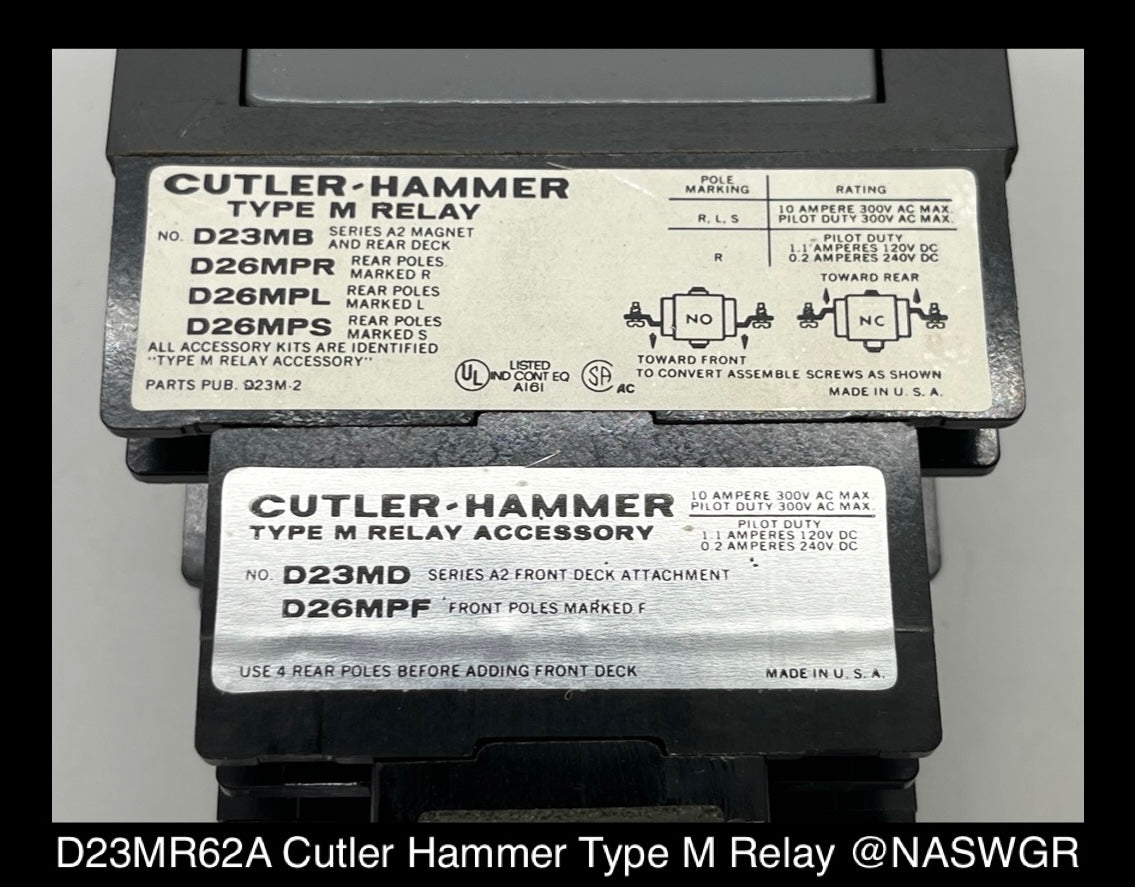 CUTLER-HAMMER
TYPE M RELAY
NO. D23MB SERIES A2 MAGNET AND REAR DECK
D26MPR REAR POLES MARKED R
D26MPL REAR POLES MARKED L
D26MPS REAR POLES MARKED S
ALL ACCESSORY KITS ARE IDENTIFIED
"TYPE M RELAY ACCESSORY"
PARTS PUB. D23M-2
UL LISTED
IND CONT EQ
A161
SA AC
POLE MARKING RATING
R, L, S 10 AMPERE 300V AC MAX.
PILOT DUTY 300V AC MAX.
R PILOT DUTY
1.1 AMPERES 120V DC
0.2 AMPERES 240V DC
TOWARD REAR
NO NC
TOWARD FRONT
TO CONVERT ASSEMBLE SCREWS AS SHOWN
MADE IN U. S. A.
CUTLER-HAMMER
TYPE M RELAY ACCESSORY
10 AMPERE 300V AC MAX.
PILOT DUTY 300V AC MAX.
PILOT DUTY
1.1 AMPERES 120V DC
0.2 AMPERES 240V DC
NO. D23MD SERIES A2 FRONT DECK ATTACHMENT
D26MPF FRONT POLES MARKED F
USE 4 REAR POLES BEFORE ADDING FRONT DECK
MADE IN U. S. A.
D23MR62A Cutler Hammer Type M Relay @NASWGR